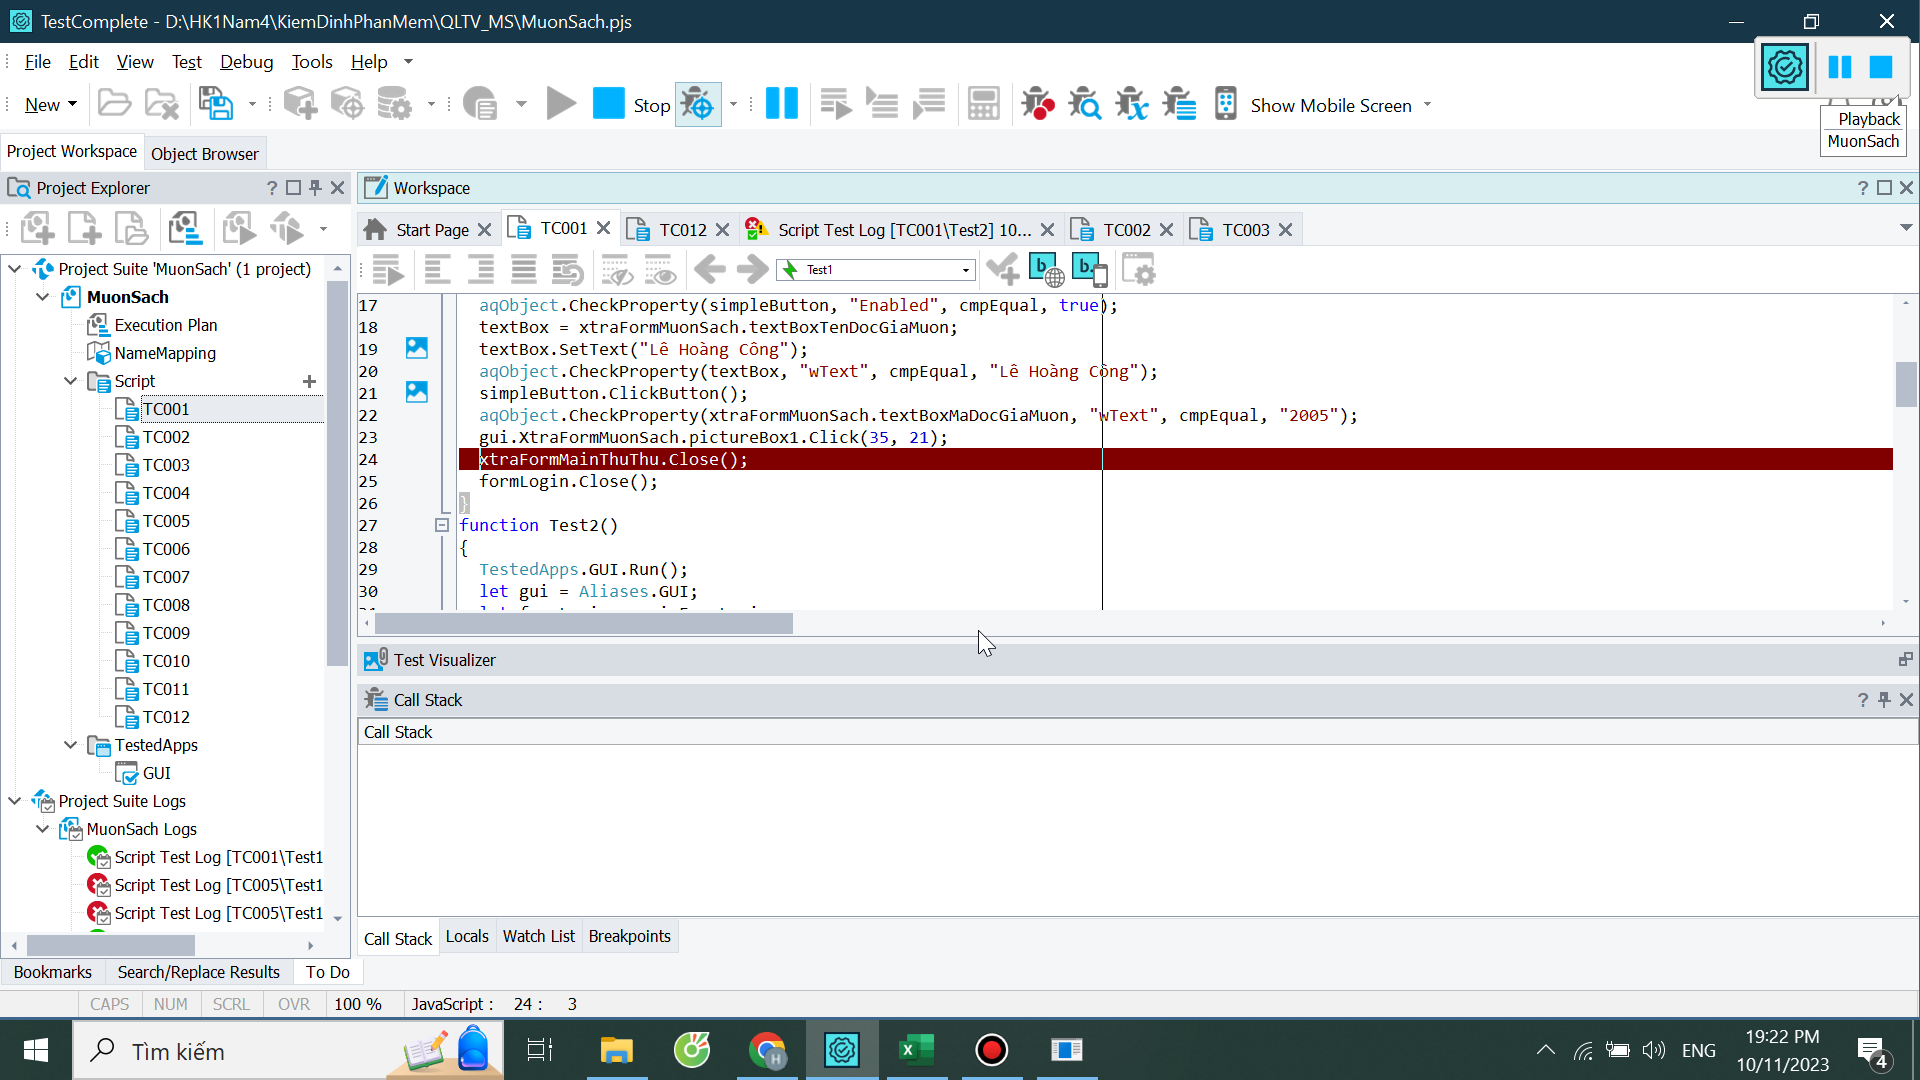 TestComplete - D:\HK1Nam4\KiemDinhPhanMem\QLTV_MS\MuonSach.pjs
File Edit View Test Debug Tools Help
New Stop Show Mobile Screen
Playback
MuonSach
Project Workspace Object Browser
Project Explorer
Workspace
Start Page TC001 TC012 Script Test Log [TC001\Test2] 10... TC002 TC003
Test1
Project Suite 'MuonSach' (1 project)
MuonSach
Execution Plan
NameMapping
Script
TC001
TC002
TC003
TC004
TC005
TC006
TC007
TC008
TC009
TC010
TC011
TC012
TestedApps
GUI
Project Suite Logs
MuonSach Logs
Script Test Log [TC001\Test1
Script Test Log [TC005\Test1
Script Test Log [TC005\Test1
17 aqObject.CheckProperty(simpleButton, "Enabled", cmpEqual, true);
18 textBox = xtraFormMuonSach.textBoxTenDocGiaMuon;
19 textBox.SetText("Lê Hoàng Công");
20 aqObject.CheckProperty(textBox, "wText", cmpEqual, "Lê Hoàng Công");
21 simpleButton.ClickButton();
22 aqObject.CheckProperty(xtraFormMuonSach.textBoxMaDocGiaMuon, "wText", cmpEqual, "2005");
23 gui.XtraFormMuonSach.pictureBox1.Click(35, 21);
24 xtraFormMainThuThu.Close();
25 formLogin.Close();
26 }
27 function Test2()
28 {
29 TestedApps.GUI.Run();
30 let gui = Aliases.GUI;
Test Visualizer
Call Stack
Call Stack
Call Stack Locals Watch List Breakpoints
Bookmarks Search/Replace Results To Do
CAPS NUM SCRL OVR 100 % JavaScript : 24 : 3
Tìm kiếm
ENG
19:22 PM
10/11/2023
4